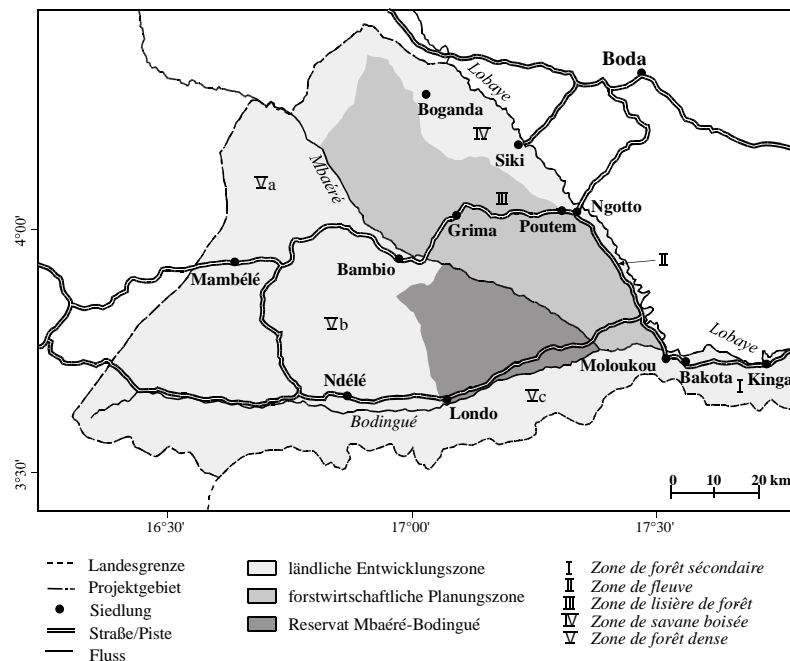 Boda
Lobaye
Boganda
IV
Siki
Mbaéré
Va
III
Ngotto
4°00'
Grima
Poutem
II
Bambio
Mambélé
Vb
Lobaye
Moloukou
Bakota
Kinga
I
Ndélé
Londo
Vc
Bodingué
3°30'
0 10 20 km
16°30' 17°00' 17°30'
Landesgrenze
Projektgebiet
Siedlung
Straße/Piste
Fluss
ländliche Entwicklungszone
forstwirtschaftliche Planungszone
Reservat Mbaéré-Bodingué
I Zone de forêt sécondaire
II Zone de fleuve
III Zone de lisière de forêt
IV Zone de savane boisée
V Zone de forêt dense